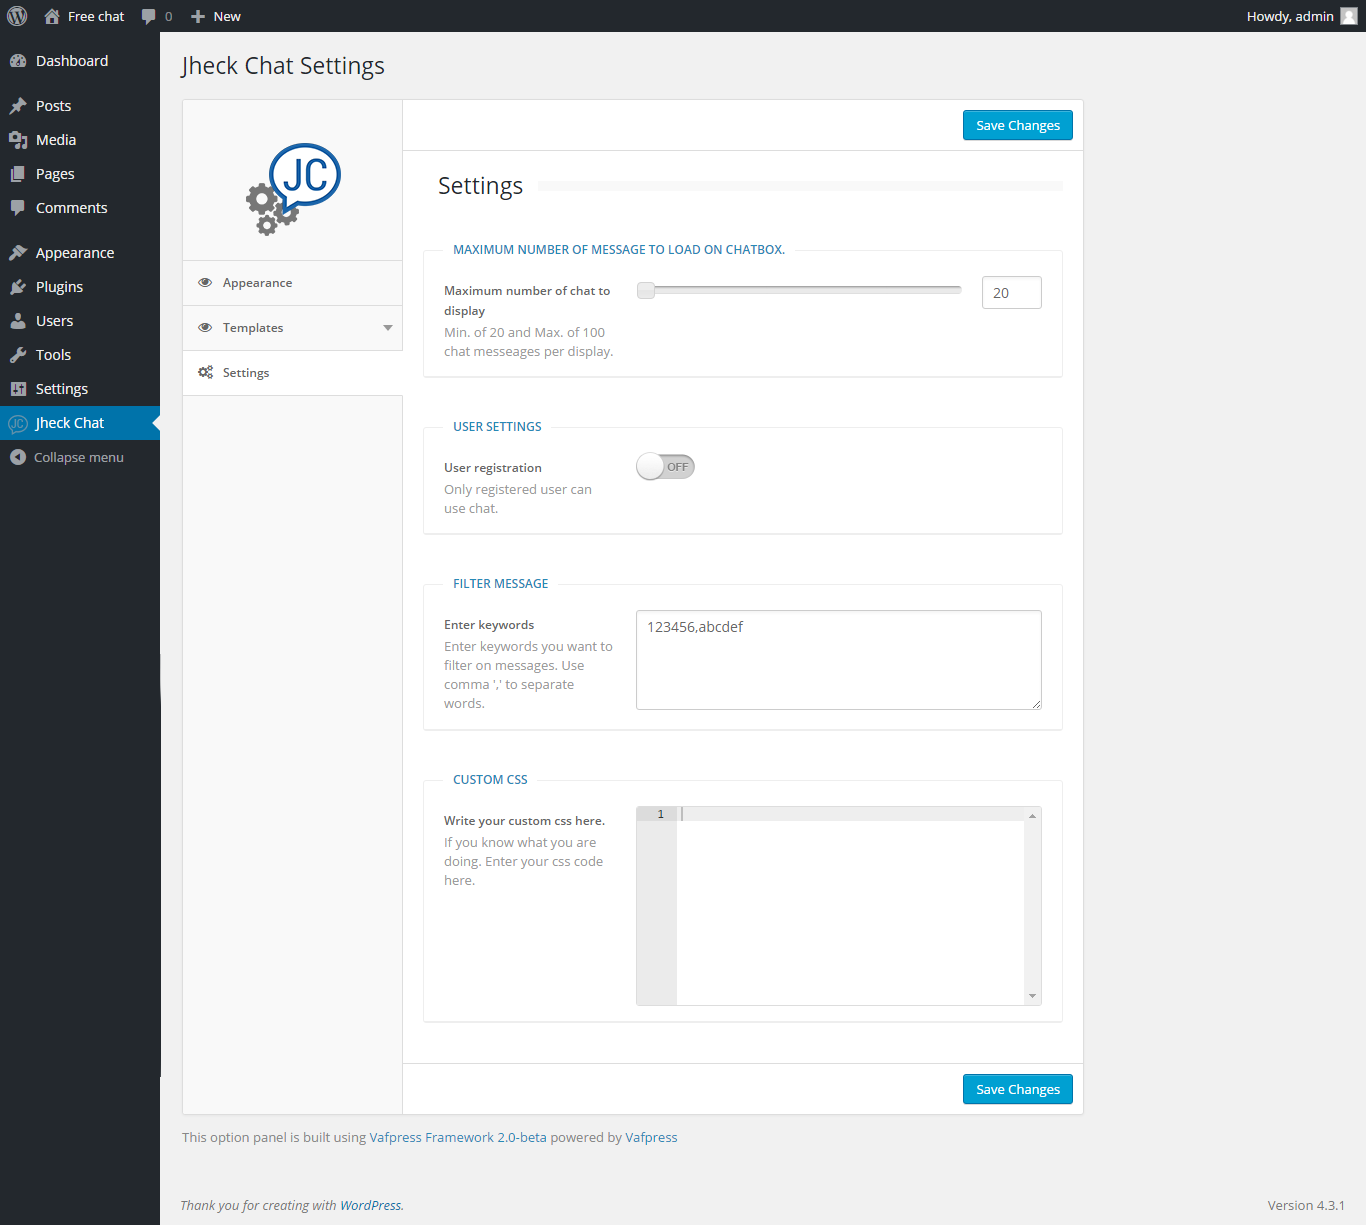 Free chat 0 New Howdy, admin
Dashboard
Posts
Media
Pages
Comments
Appearance
Plugins
Users
Tools
Settings
Jheck Chat
Collapse menu
Jheck Chat Settings
JC
Appearance
Templates
Settings
Save Changes
Settings
MAXIMUM NUMBER OF MESSAGE TO LOAD ON CHATBOX.
Maximum number of chat to
display
Min. of 20 and Max. of 100
chat messeages per display.
20
USER SETTINGS
User registration
Only registered user can
use chat.
OFF
FILTER MESSAGE
Enter keywords
Enter keywords you want to
filter on messages. Use
comma ',' to separate
words.
123456,abcdef
CUSTOM CSS
Write your custom css here.
If you know what you are
doing. Enter your css code
here.
1
Save Changes
This option panel is built using Vafpress Framework 2.0-beta powered by Vafpress
Thank you for creating with WordPress.
Version 4.3.1